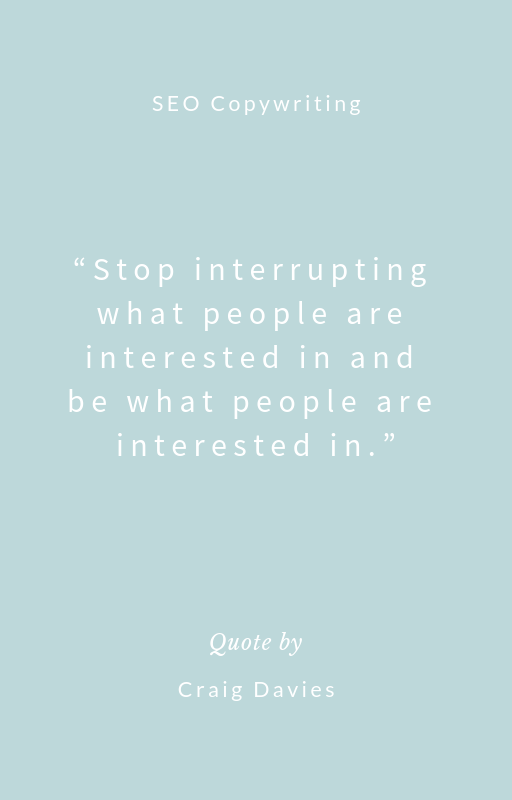 SEO Copywriting
“Stop interrupting
what people are
interested in and
be what people are
interested in.”
Quote by
Craig Davies